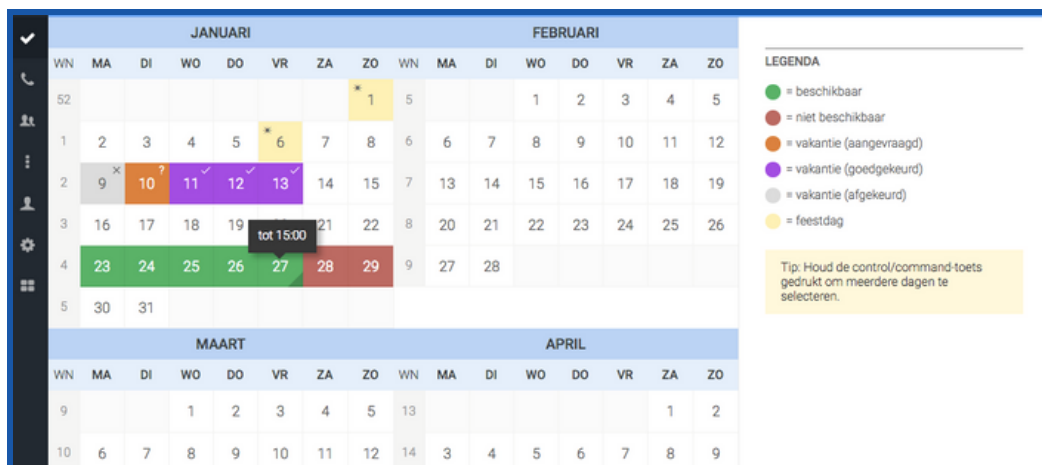 JANUARI FEBRUARI
WN MA DI WO DO VR ZA ZO WN MA DI WO DO VR ZA ZO
LEGENDA
52 * 1 5 1 2 3 4 5
= beschikbaar
= niet beschikbaar
1 2 3 4 5 * 6 7 8 6 6 7 8 9 10 11 12
= vakantie (aangevraagd)
= vakantie (goedgekeurd)
2 9 × 10 ? 11 ✓ 12 ✓ 13 ✓ 14 15 7 13 14 15 16 17 18 19
= vakantie (afgekeurd)
= feestdag
3 16 17 18 19 21 22 8 20 21 22 23 24 25 26
tot 15:00
4 23 24 25 26 27 28 29 9 27 28
Tip: Houd de control/command-toets
gedrukt om meerdere dagen te
selecteren.
5 30 31
MAART APRIL
WN MA DI WO DO VR ZA ZO WN MA DI WO DO VR ZA ZO
9 1 2 3 4 5 13 1 2
10 6 7 8 9 10 11 12 14 3 4 5 6 7 8 9